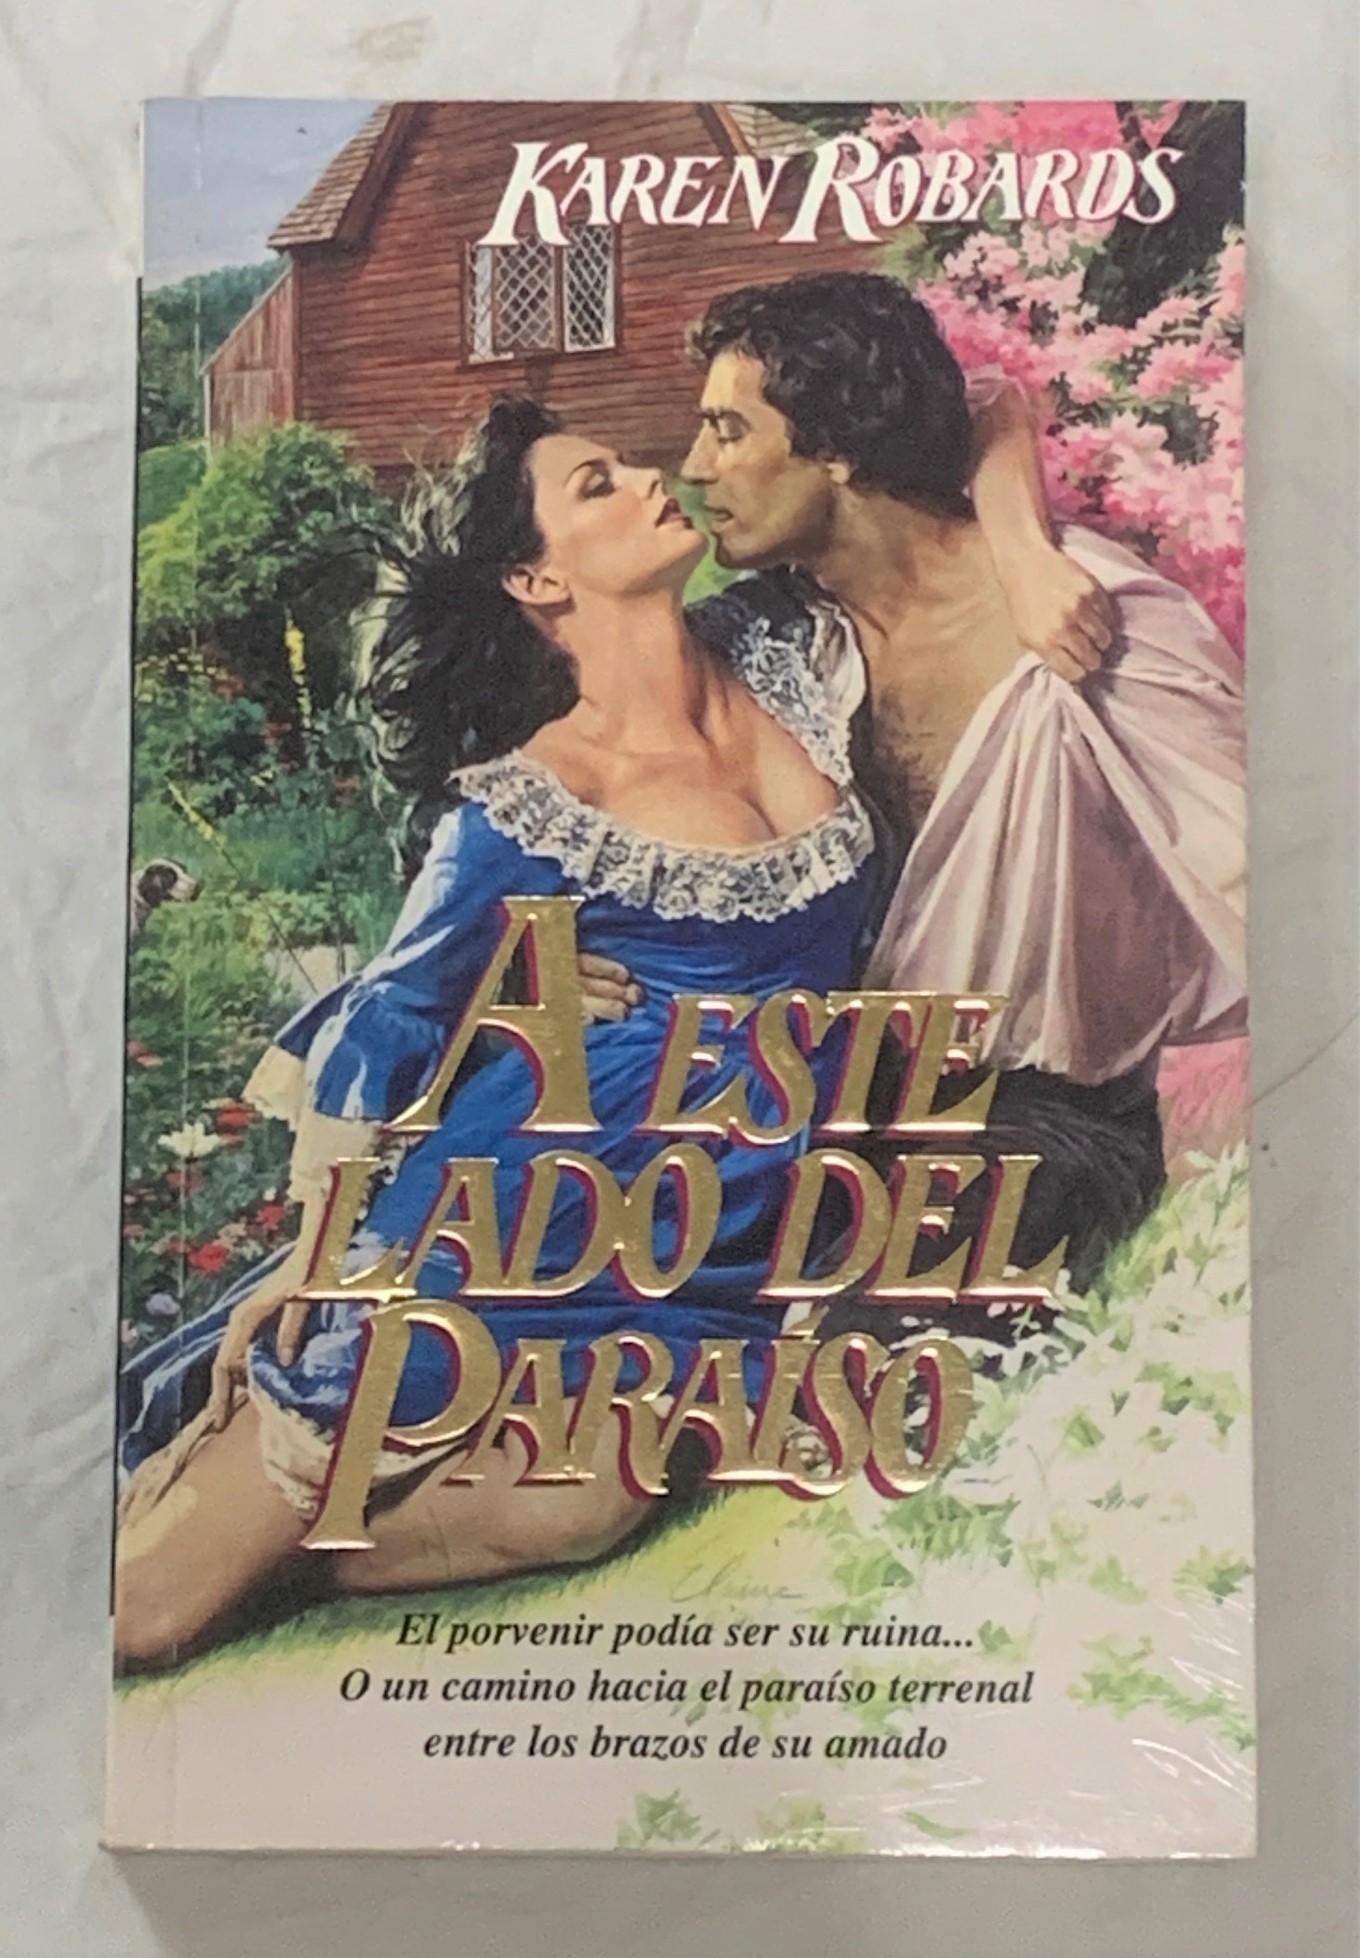 KAREN ROBARDS
A ESTE
LADO DEL
PARAÍSO
Elaine
El porvenir podía ser su ruina...
O un camino hacia el paraíso terrenal
entre los brazos de su amado